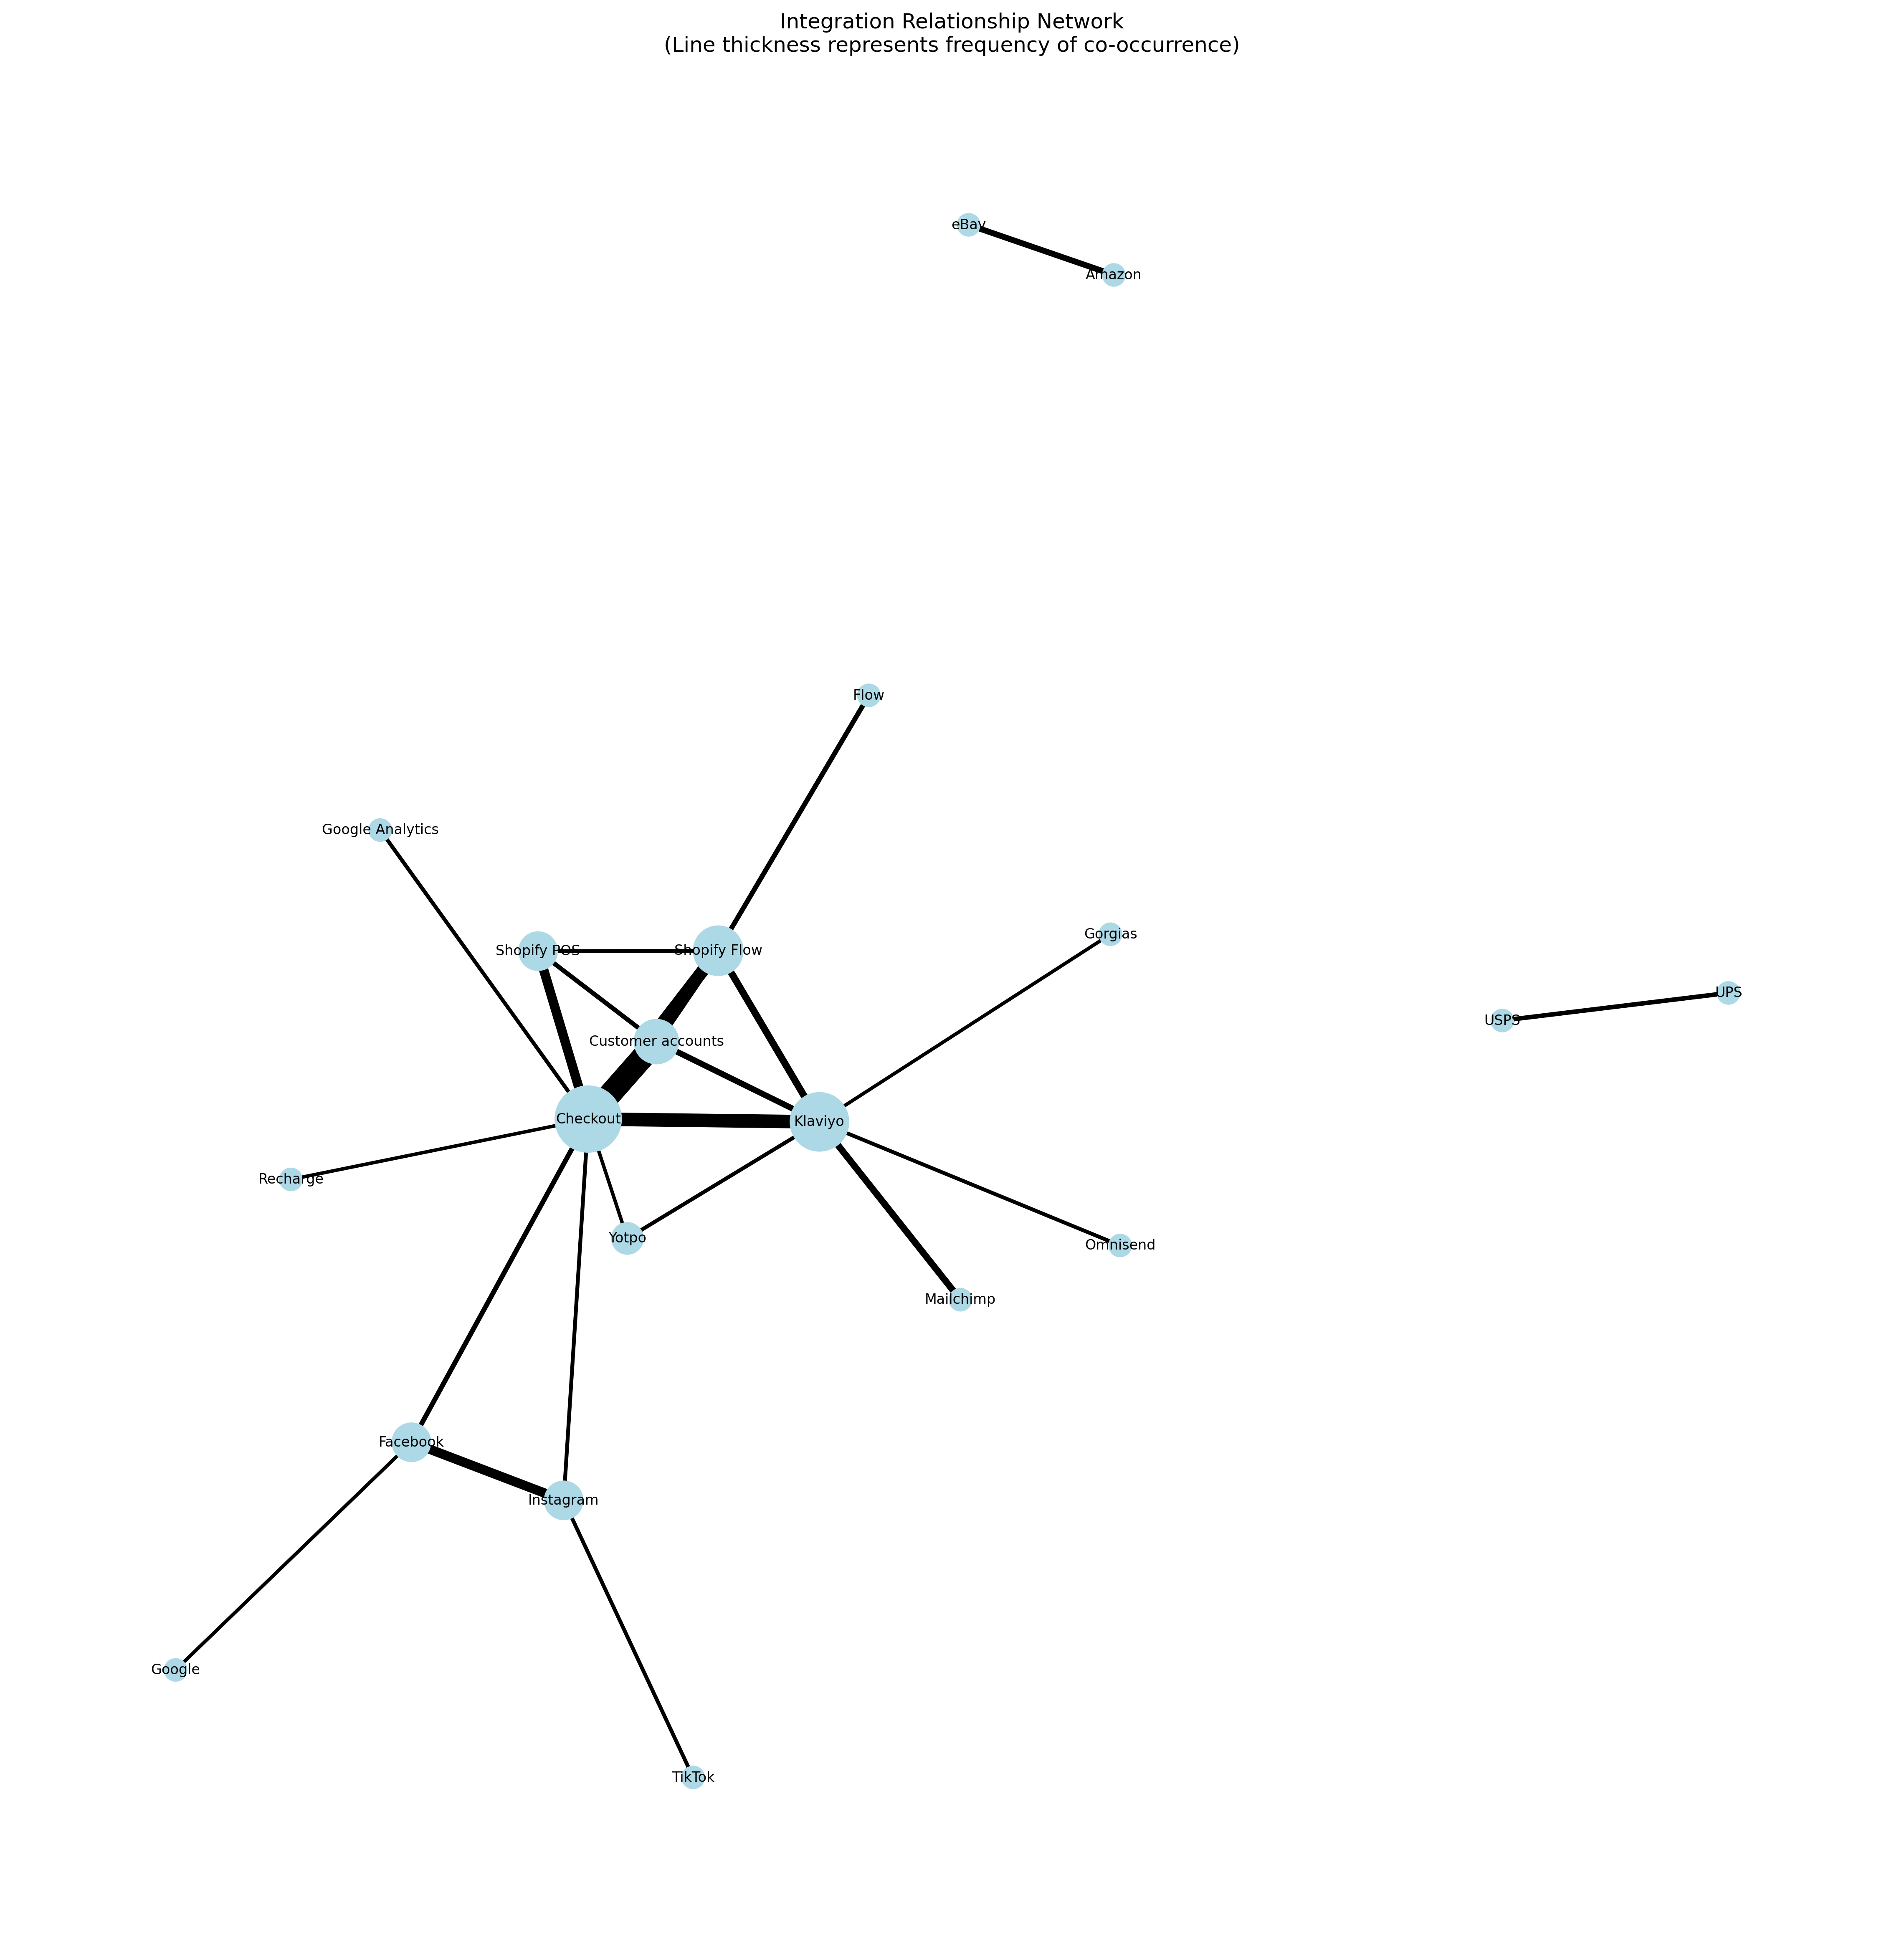 Integration Relationship Network
(Line thickness represents frequency of co-occurrence)
eBay
Amazon
Flow
Google Analytics
Gorgias
Shopify POS
Shopify Flow
UPS
USPS
Customer accounts
Checkout
Klaviyo
Recharge
Yotpo
Omnisend
Mailchimp
Facebook
Instagram
Google
TikTok